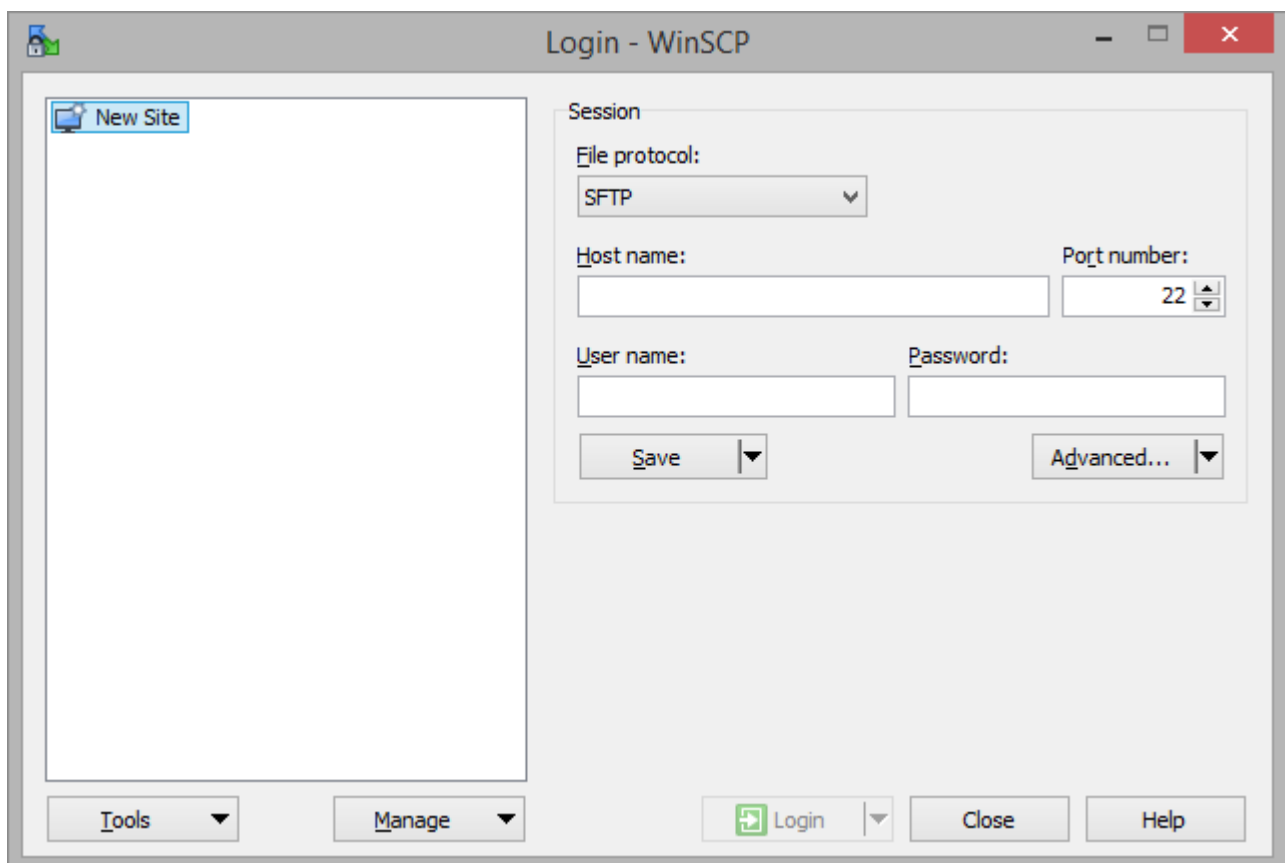 Login - WinSCP
New Site
Session
File protocol:
SFTP
Host name:
Port number:
22
User name:
Password:
Save
Advanced...
Tools
Manage
Login
Close
Help